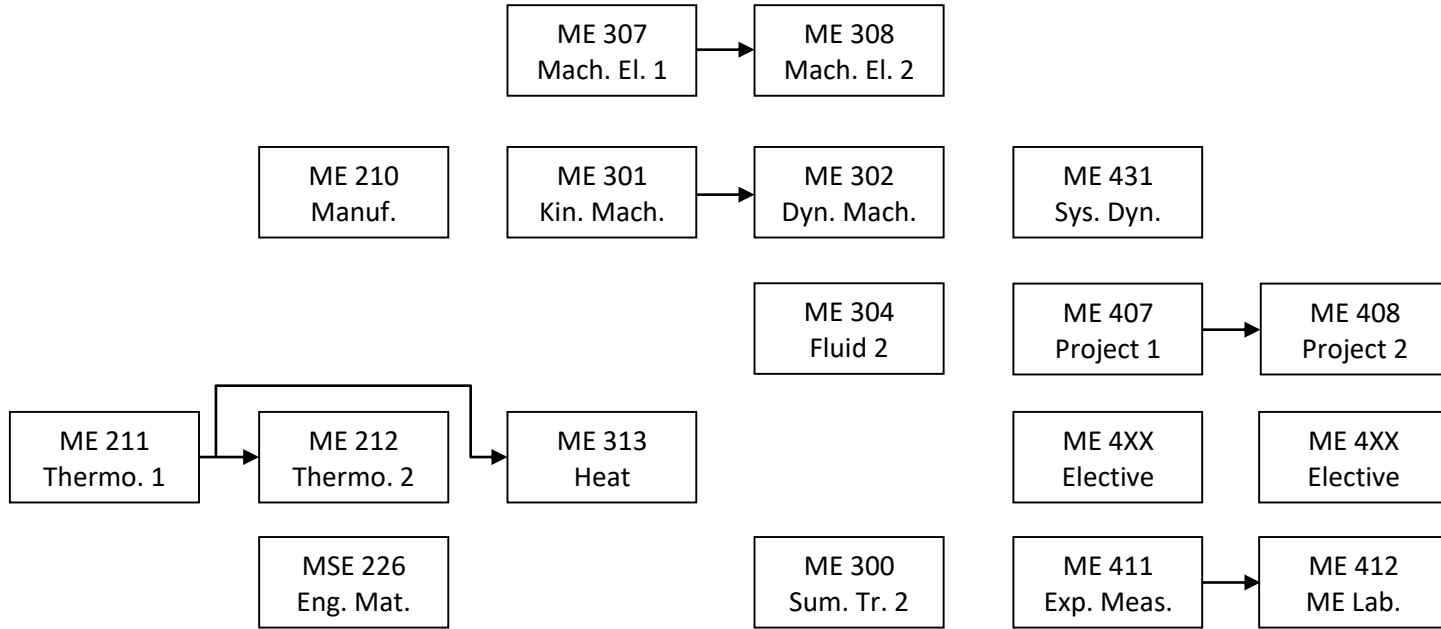 ME 307
Mach. El. 1
ME 308
Mach. El. 2
ME 210
Manuf.
ME 301
Kin. Mach.
ME 302
Dyn. Mach.
ME 431
Sys. Dyn.
ME 304
Fluid 2
ME 407
Project 1
ME 408
Project 2
ME 211
Thermo. 1
ME 212
Thermo. 2
ME 313
Heat
ME 4XX
Elective
ME 4XX
Elective
MSE 226
Eng. Mat.
ME 300
Sum. Tr. 2
ME 411
Exp. Meas.
ME 412
ME Lab.